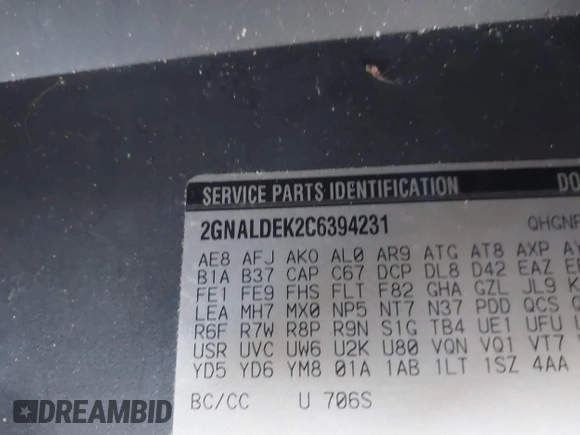 SERVICE PARTS IDENTIFICATION DO
2GNALDEK2C6394231 QHGNF
AE8 AFJ AK0 AL0 AR9 ATG AT8 AXP AY
B1A B37 CAP C67 DCP DL8 D42 EAZ E
FE1 FE9 FHS FLT F82 GHA GZL JL9 K
LEA MH7 MX0 NP5 NT7 N37 PDD QCS
R6F R7W R8P R9N S1G TB4 UE1 UFU
USR UVC UW6 U2K U80 VQN VQ1 VT7
YD5 YD6 YM8 01A 1AB 1LT 1SZ 4AA
BC/CC U 706S
DREAMBID